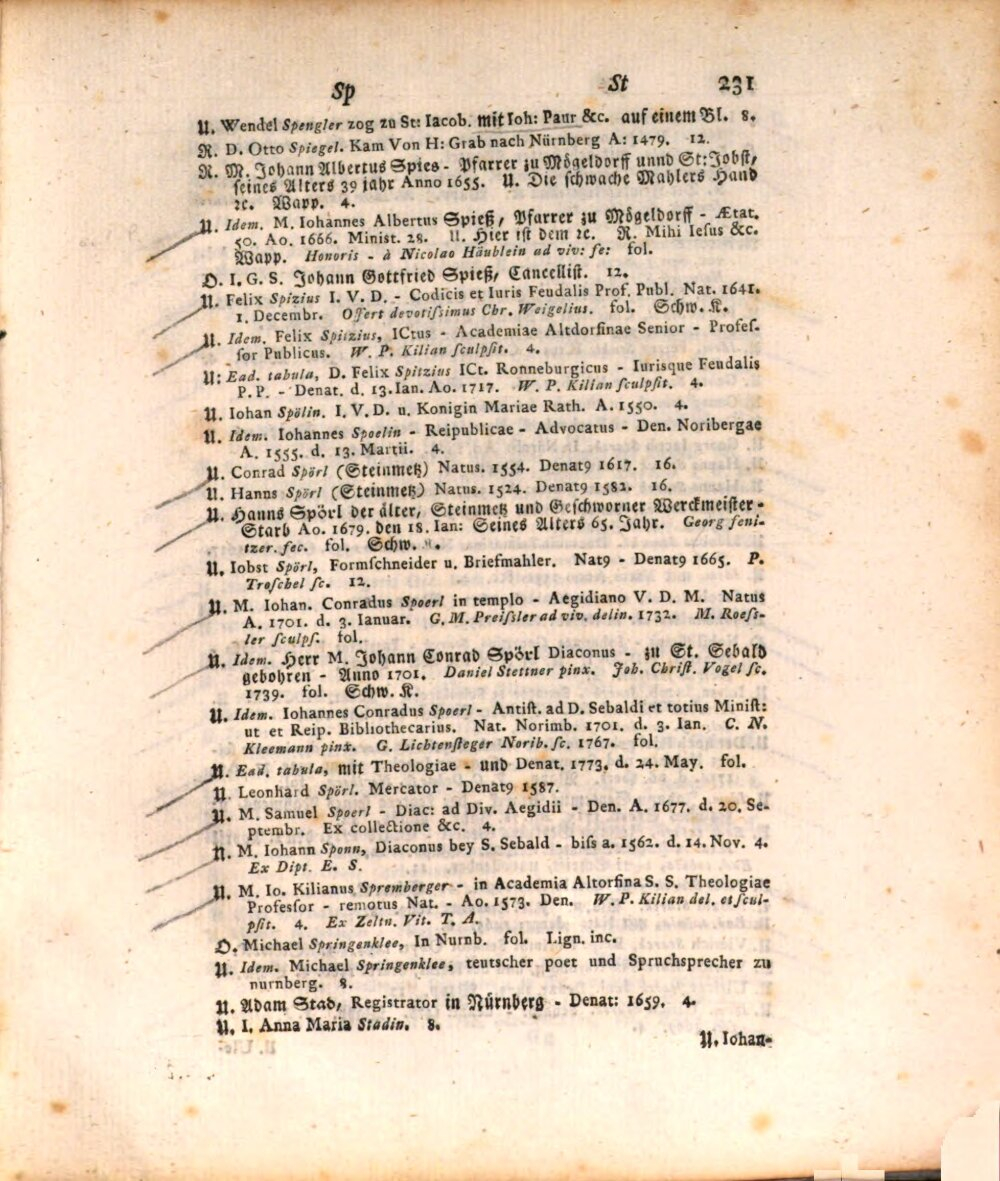 Sp St 231
U. Wendel Spengler zog zu St: Iacob. mit Ioh: Paur &c. auf einem Bl. 8.
R. D. Otto Spiegel. Kam Von H: Grab nach Nürnberg A: 1479. 12.
R. M. Johann Albertus Spies - Pfarrer zu Mögeldorff unnd St: Jobst,
seines Alters 39 jahr Anno 1655. U. Die schwache Mahlers Hand
ꝛc. Wapp. 4.
U. Idem. M. Iohannes Albertus Spieß, Pfarrer zu Mögeldorff - Ætat.
50. Ao. 1666. Minist. 28. U. Hier ist dem ꝛc. R. Mihi Iesus &c.
Wapp. Honoris - à Nicolao Häublein ad viv: fe: fol.
O. I. G. S. Johann Gottfried Spieß, Cancellist. 12.
U. Felix Spizius I. V. D. - Codicis et Iuris Feudalis Prof. Publ. Nat. 1641.
1. Decembr. Offert devotiſſimus Chr. Weigelius. fol. Schw. K.
U. Idem. Felix Spitzius, ICtus - Academiae Altdorfinae Senior - Profeſ-
ſor Publicus. W. P. Kilian ſculpſit. 4.
U: Ead. tabula, D. Felix Spitzius ICt. Ronneburgicus - Iurisque Feudalis
P. P. - Denat. d. 13. Ian. Ao. 1717. W. P. Kilian ſculpſit. 4.
U. Iohan Spölin. I. V. D. u. Konigin Mariae Rath. A. 1550. 4.
U. Idem. Iohannes Spoelin - Reipublicae - Advocatus - Den. Noribergae
A. 1555. d. 13. Martii. 4.
U. Conrad Spörl (Steinmetz) Natus. 1554. Denat9 1617. 16.
U. Hanns Spörl (Steinmetz) Natus. 1524. Denat9 1582. 16.
U. Hanns Spörl der älter, Steinmetz und Geschworner Werckmeister-
Starb Ao. 1679. den 18. Ian: Seines Alters 65. Jahr. Georg feni-
tzer. fec. fol. Schw.
U. Iobst Spörl, Formſchneider u. Briefmahler. Nat9 - Denat9 1665. P.
Troſchel ſc. 12.
U. M. Iohan. Conradus Spoerl in templo - Aegidiano V. D. M. Natus
A. 1701. d. 3. Ianuar. G. M. Preiſsler ad viv. delin. 1732. M. Roeſs-
ler ſculpſ. fol.
U. Idem. Herr M. Johann Conrad Spörl Diaconus - zu St. Sebald
gebohren - Anno 1701. Daniel Stettner pinx. Joh. Chriſt. Vogel ſc.
1739. fol. Schw. K.
U. Idem. Iohannes Conradus Spoerl - Antiſt. ad D. Sebaldi et totius Miniſt:
ut et Reip. Bibliothecarius. Nat. Norimb. 1701. d. 3. Ian. C. N.
Kleemann pinx. G. Lichtenſteger Norib. ſc. 1767. fol.
U. Ead. tabula, mit Theologiae - und Denat. 1773. d. 24. May. fol.
U. Leonhard Spörl. Mercator - Denat9 1587.
U. M. Samuel Spoerl - Diac: ad Div. Aegidii - Den. A. 1677. d. 20. Se-
ptembr. Ex collectione &c. 4.
U. M. Iohann Sponn, Diaconus bey S. Sebald - biſs a. 1562. d. 14. Nov. 4.
Ex Dipt. E. S.
U. M. Io. Kilianus Spremberger - in Academia Altorfina S. S. Theologiae
Profeſſor - remotus Nat. - Ao. 1573. Den. W. P. Kilian del. et ſcul-
pſit. 4. Ex Zeltn. Vit. T. A.
O. Michael Springenklee, In Nurnb. fol. Lign. inc.
U. Idem. Michael Springenklee, teutscher poet und Spruchsprecher zu
nurnberg. 8.
U. Adam Stad, Registrator in Nürnberg - Denat: 1659. 4.
U. I. Anna Maria Stadin. 8.
U. Iohan-